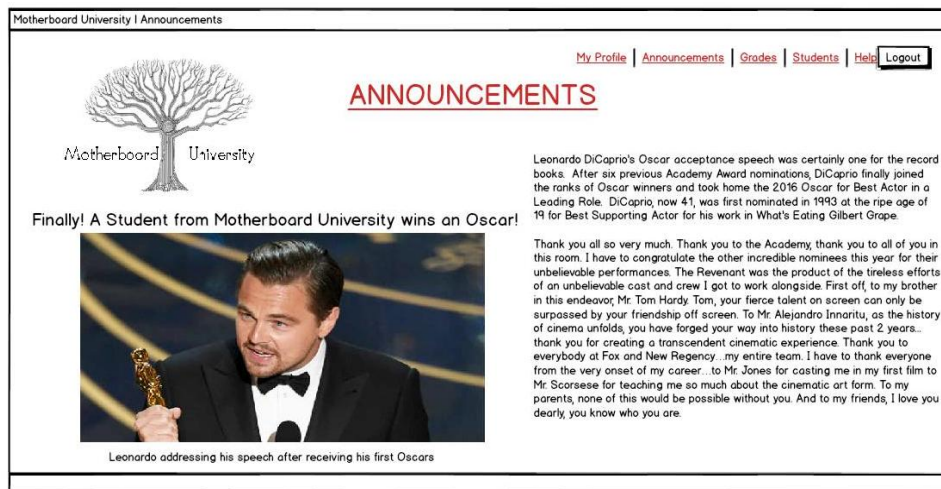 Motherboard University | Announcements
My Profile | Announcements | Grades | Students | Help Logout
ANNOUNCEMENTS
Motherboard University
Finally! A Student from Motherboard University wins an Oscar!
Leonardo addressing his speech after receiving his first Oscars
Leonardo DiCaprio's Oscar acceptance speech was certainly one for the record
books. After six previous Academy Award nominations, DiCaprio finally joined
the ranks of Oscar winners and took home the 2016 Oscar for Best Actor in a
Leading Role. DiCaprio, now 41, was first nominated in 1993 at the ripe age of
19 for Best Supporting Actor for his work in What's Eating Gilbert Grape.
Thank you all so very much. Thank you to the Academy, thank you to all of you in
this room. I have to congratulate the other incredible nominees this year for their
unbelievable performances. The Revenant was the product of the tireless efforts
of an unbelievable cast and crew I got to work alongside. First off, to my brother
in this endeavor, Mr. Tom Hardy. Tom, your fierce talent on screen can only be
surpassed by your friendship off screen. To Mr. Alejandro Innaritu, as the history
of cinema unfolds, you have forged your way into history these past 2 years...
thank you for creating a transcendent cinematic experience. Thank you to
everybody at Fox and New Regency...my entire team. I have to thank everyone
from the very onset of my career...to Mr. Jones for casting me in my first film to
Mr. Scorsese for teaching me so much about the cinematic art form. To my
parents, none of this would be possible without you. And to my friends, I love you
dearly, you know who you are.